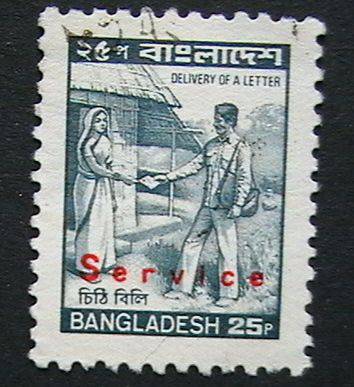 ২৫প বাংলাদেশ
DELIVERY OF A LETTER
Service
চিঠি বিলি
BANGLADESH 25P